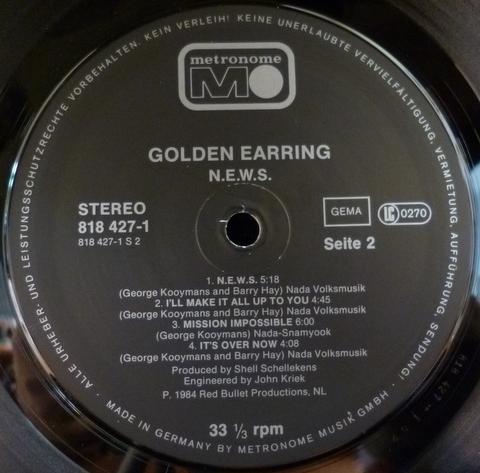 ALLE URHEBER- UND LEISTUNGSSCHUTZRECHTE VORBEHALTEN. KEIN VERLEIH! KEINE UNERLAUBTE VERVIELFÄLTIGUNG, VERMIETUNG, AUFFÜHRUNG, SENDUNG!
metronome
M
GOLDEN EARRING
N.E.W.S.
STEREO
818 427-1
818 427-1 S 2
GEMA
LC 0270
Seite 2
1. N.E.W.S. 5:18
(George Kooymans and Barry Hay) Nada Volksmusik
2. I'LL MAKE IT ALL UP TO YOU 4:45
(George Kooymans and Barry Hay) Nada Volksmusik
3. MISSION IMPOSSIBLE 6:00
(George Kooymans) Nada-Snamyook
4. IT'S OVER NOW 4:08
(George Kooymans and Barry Hay) Nada Volksmusik
Produced by Shell Schellekens
Engineered by John Kriek
P. 1984 Red Bullet Productions, NL
33 1/3 rpm
· MADE IN GERMANY BY METRONOME MUSIK GMBH ·
818 427-1